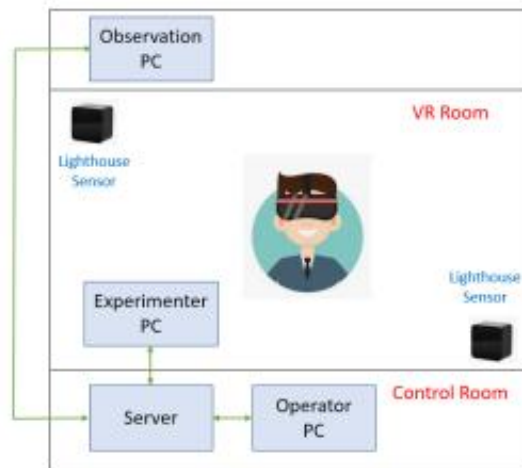 Observation
PC
VR Room
Lighthouse
Sensor
Lighthouse
Sensor
Experimenter
PC
Control Room
Server
Operator
PC